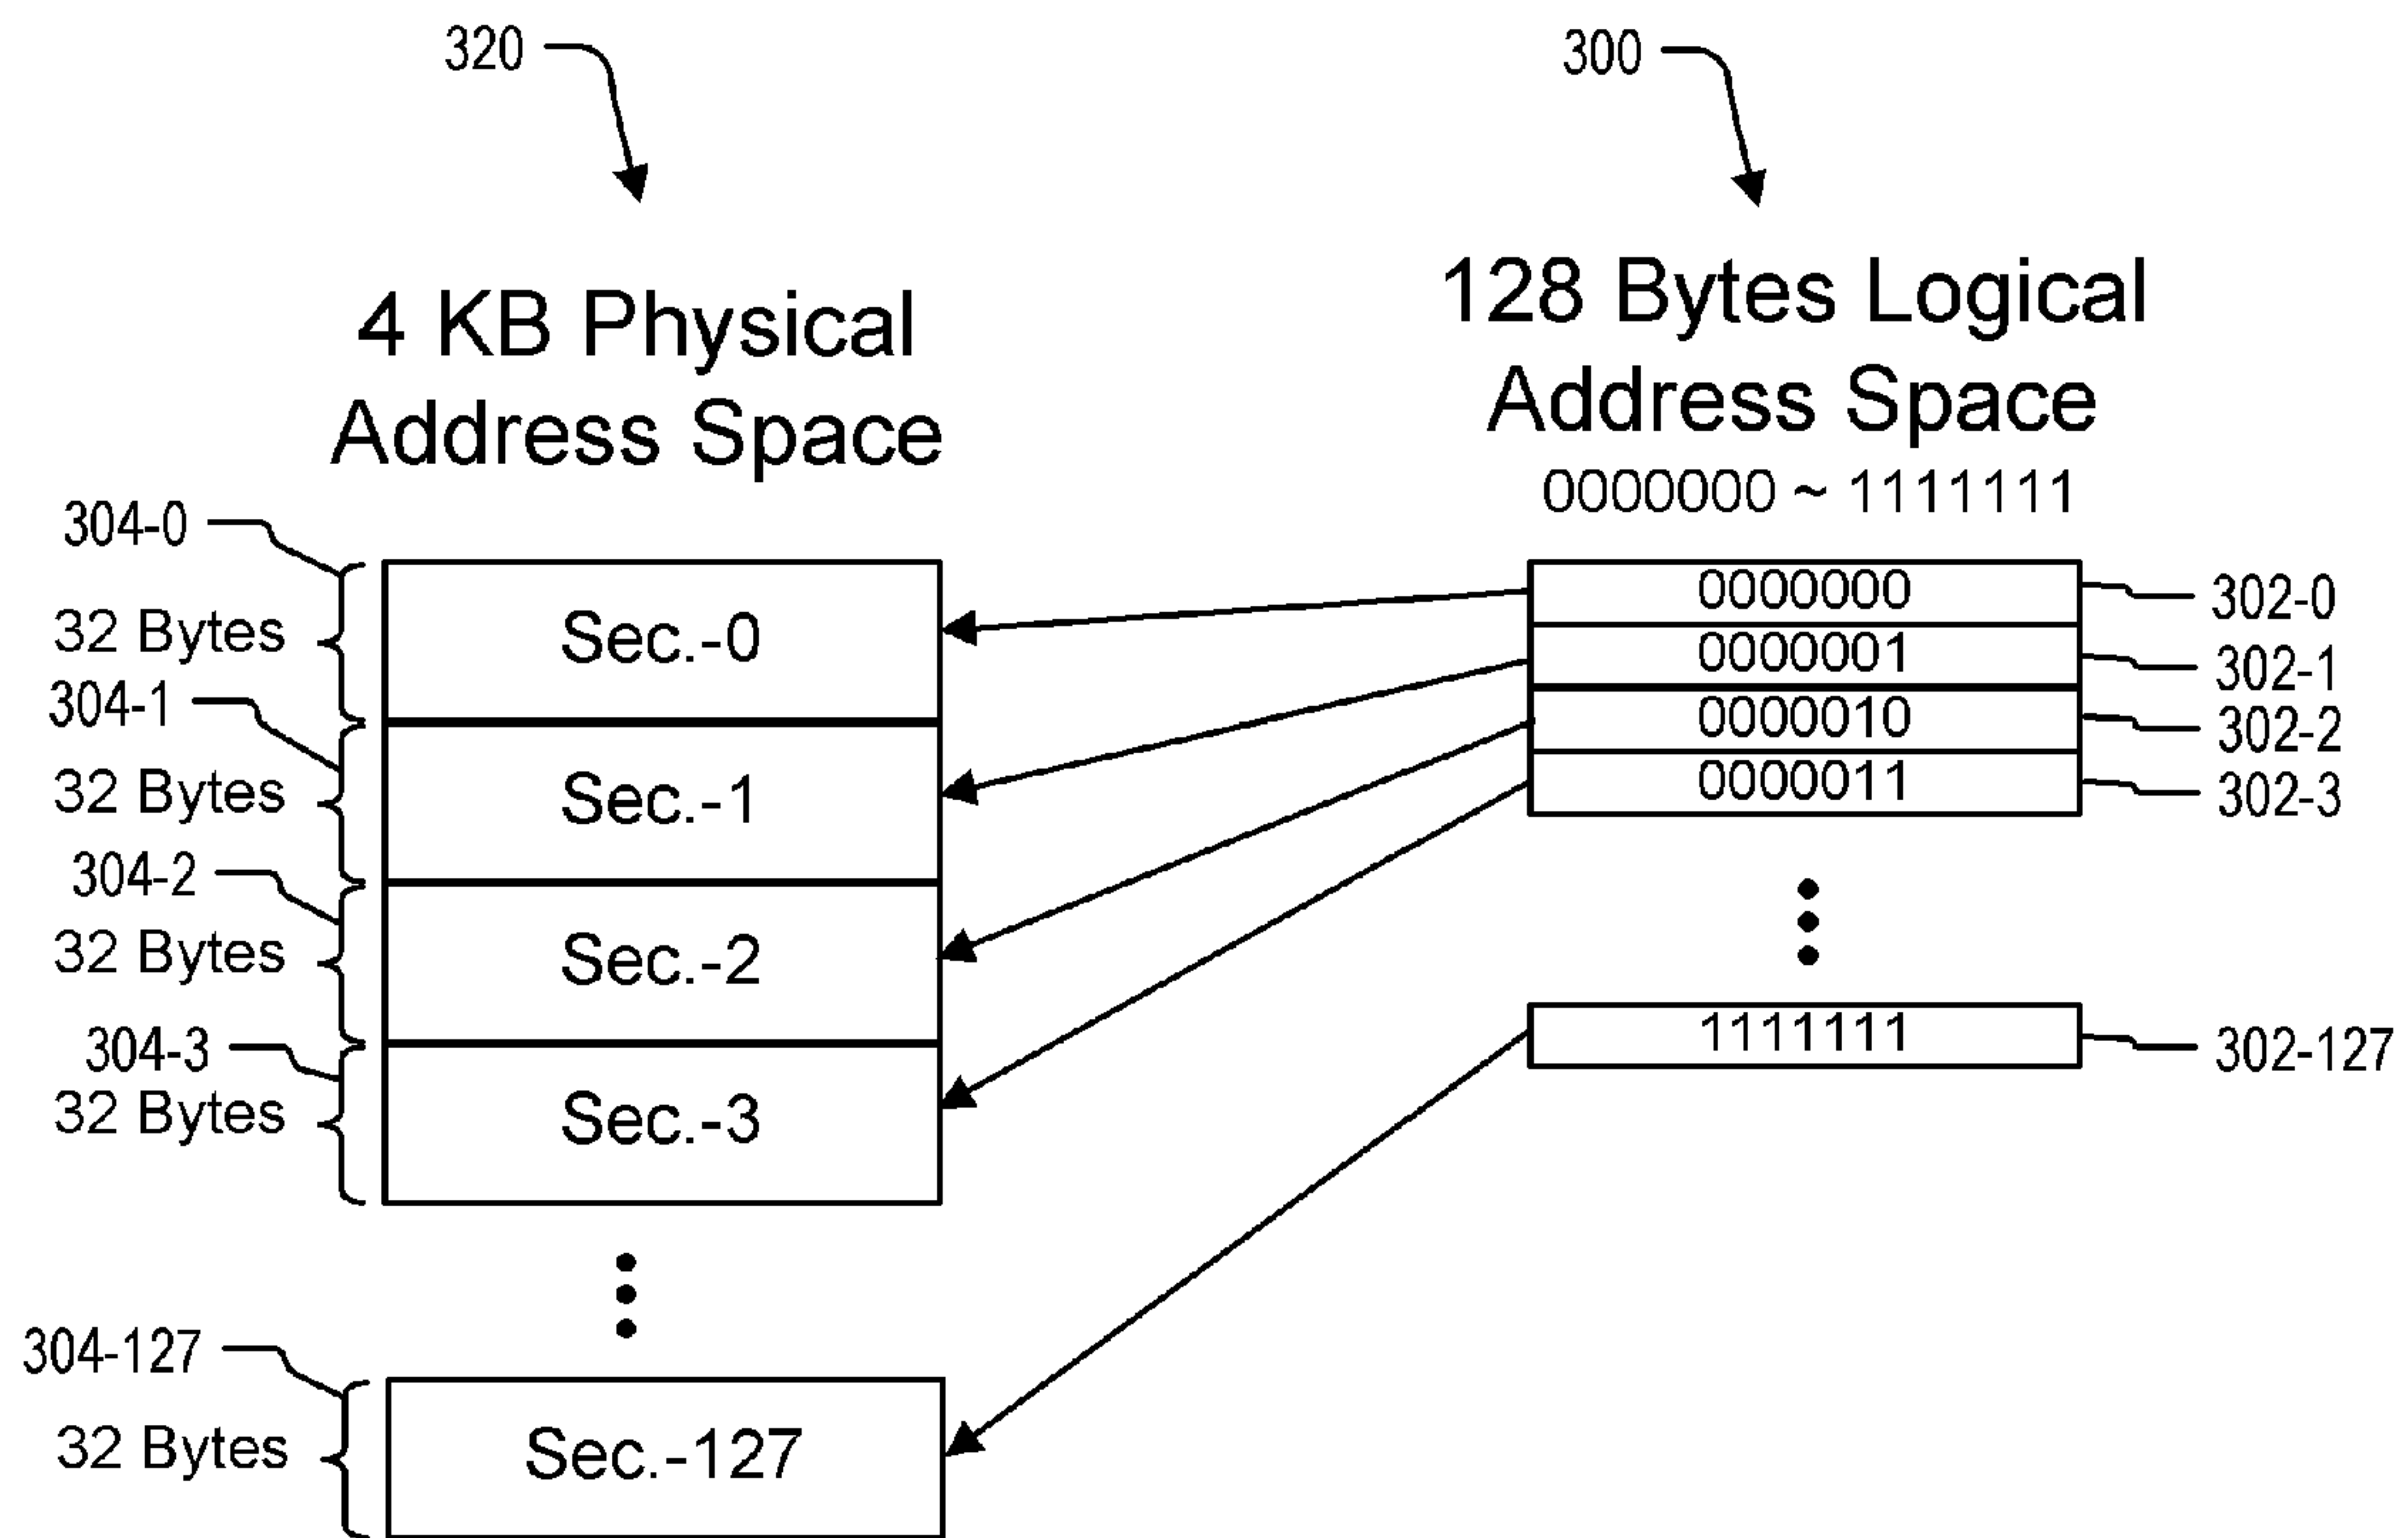 320
300
4 KB Physical
Address Space
128 Bytes Logical
Address Space
0000000 ~ 1111111
304-0
32 Bytes
Sec.-0
304-1
32 Bytes
Sec.-1
304-2
32 Bytes
Sec.-2
304-3
32 Bytes
Sec.-3
304-127
32 Bytes
Sec.-127
0000000
302-0
0000001
302-1
0000010
302-2
0000011
302-3
1111111
302-127